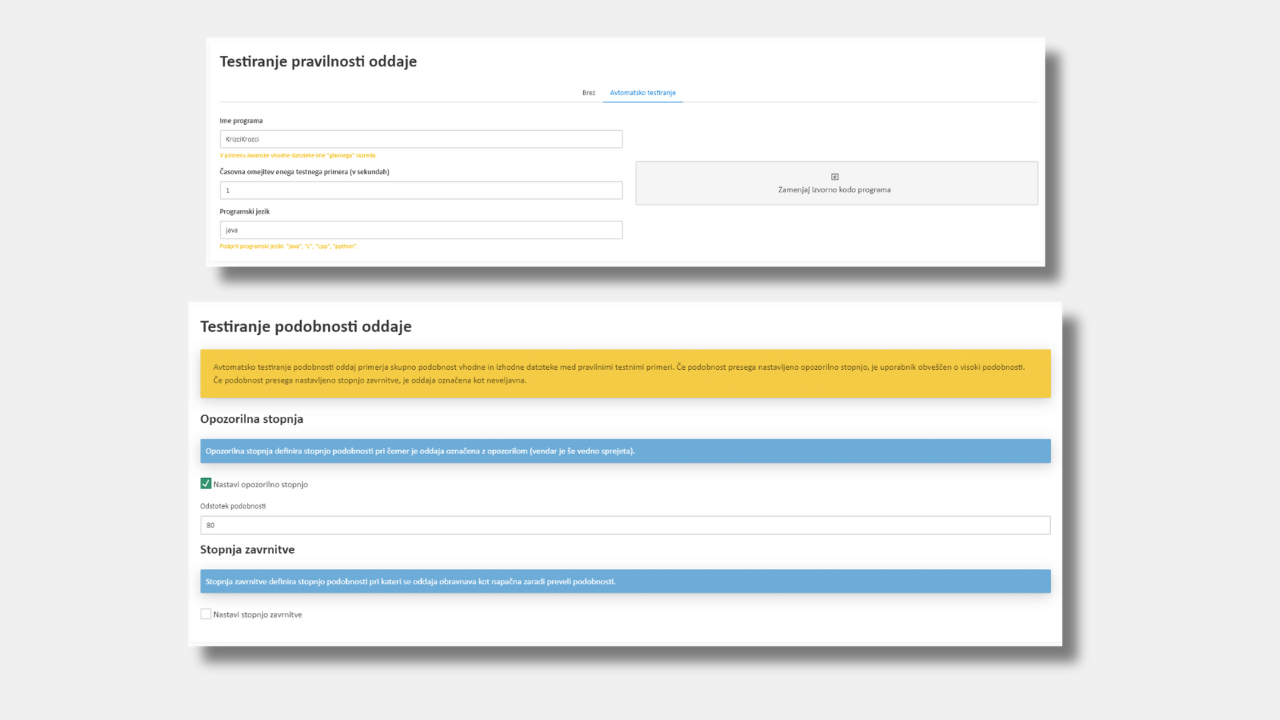 Testiranje pravilnosti oddaje
Brez Avtomatsko testiranje
Ime programa
KrizciKrozci
V primeru Javanske vhodne datoteke ime "glavnega" razreda
Časovna omejitev enega testnega primera (v sekundah)
1
Zamenjaj izvorno kodo programa
Programski jezik
java
Podprti programski jeziki: "java", "c", "cpp", "python"
Testiranje podobnosti oddaje
Avtomatsko testiranje podobnosti oddaj primerja skupno podobnost vhodne in izhodne datoteke med pravilnimi testnimi primeri. Če podobnost presega nastavljeno opozorilno stopnjo, je uporabnik obveščen o visoki podobnosti.
Če podobnost presega nastavljeno stopnjo zavrnitve, je oddaja označena kot neveljavna.
Opozorilna stopnja
Opozorilna stopnja definira stopnjo podobnosti pri čemer je oddaja označena z opozorilom (vendar je še vedno sprejeta).
Nastavi opozorilno stopnjo
Odstotek podobnosti
80
Stopnja zavrnitve
Stopnja zavrnitve definira stopnjo podobnosti pri kateri se oddaja obravnava kot napačna zaradi preveli podobnosti.
Nastavi stopnjo zavrnitve